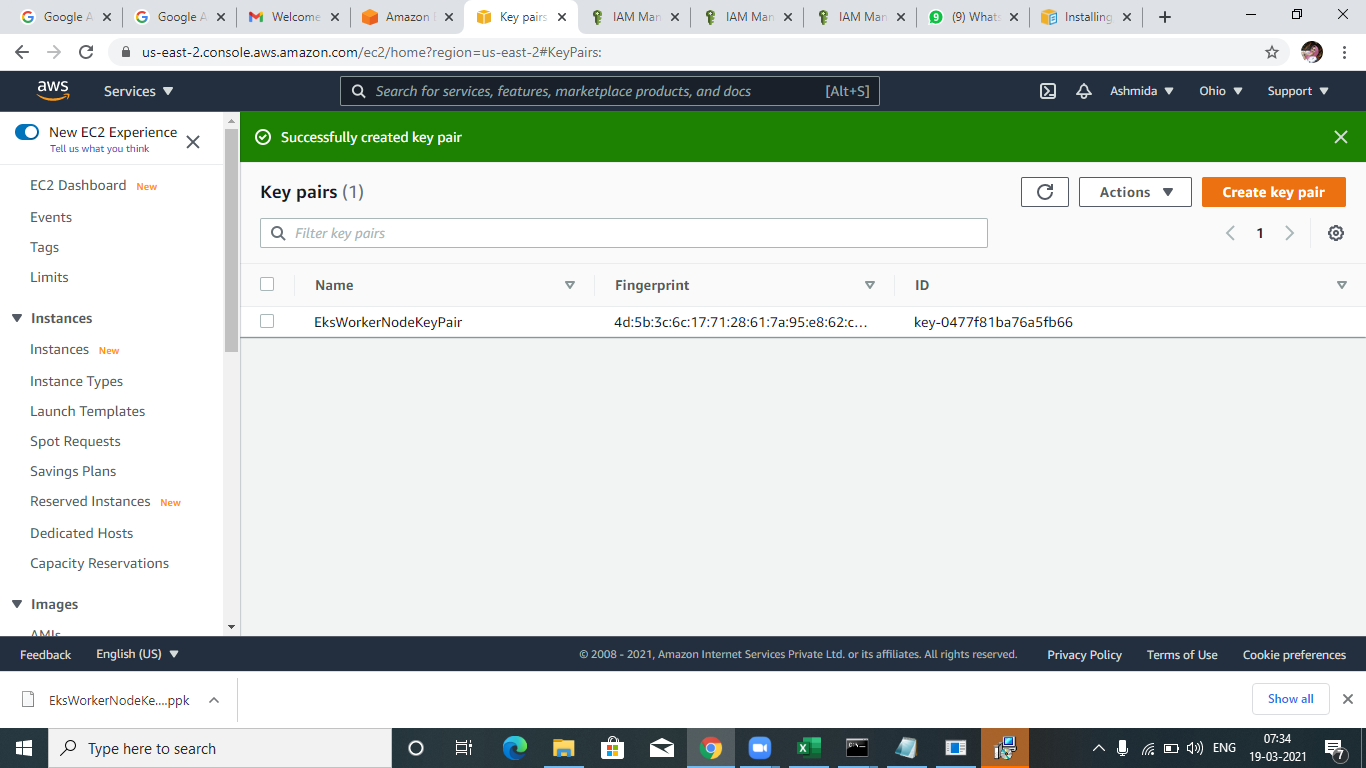 Google A
Google A
Welcome
Amazon
Key pairs
IAM Man
IAM Man
IAM Man
9
(9) Whats
Installing
us-east-2.console.aws.amazon.com/ec2/home?region=us-east-2#KeyPairs:
aws
Services
Search for services, features, marketplace products, and docs
[Alt+S]
Ashmida
Ohio
Support
New EC2 Experience
Tell us what you think
EC2 Dashboard New
Events
Tags
Limits
Instances
Instances New
Instance Types
Launch Templates
Spot Requests
Savings Plans
Reserved Instances New
Dedicated Hosts
Capacity Reservations
Images
AMIs
Successfully created key pair
Key pairs (1)
Actions
Create key pair
Filter key pairs
1
Name
Fingerprint
ID
EksWorkerNodeKeyPair
4d:5b:3c:6c:17:71:28:61:7a:95:e8:62:c...
key-0477f81ba76a5fb66
Feedback
English (US)
© 2008 - 2021, Amazon Internet Services Private Ltd. or its affiliates. All rights reserved.
Privacy Policy
Terms of Use
Cookie preferences
EksWorkerNodeKe....ppk
Show all
Type here to search
ENG
07:34
19-03-2021
7